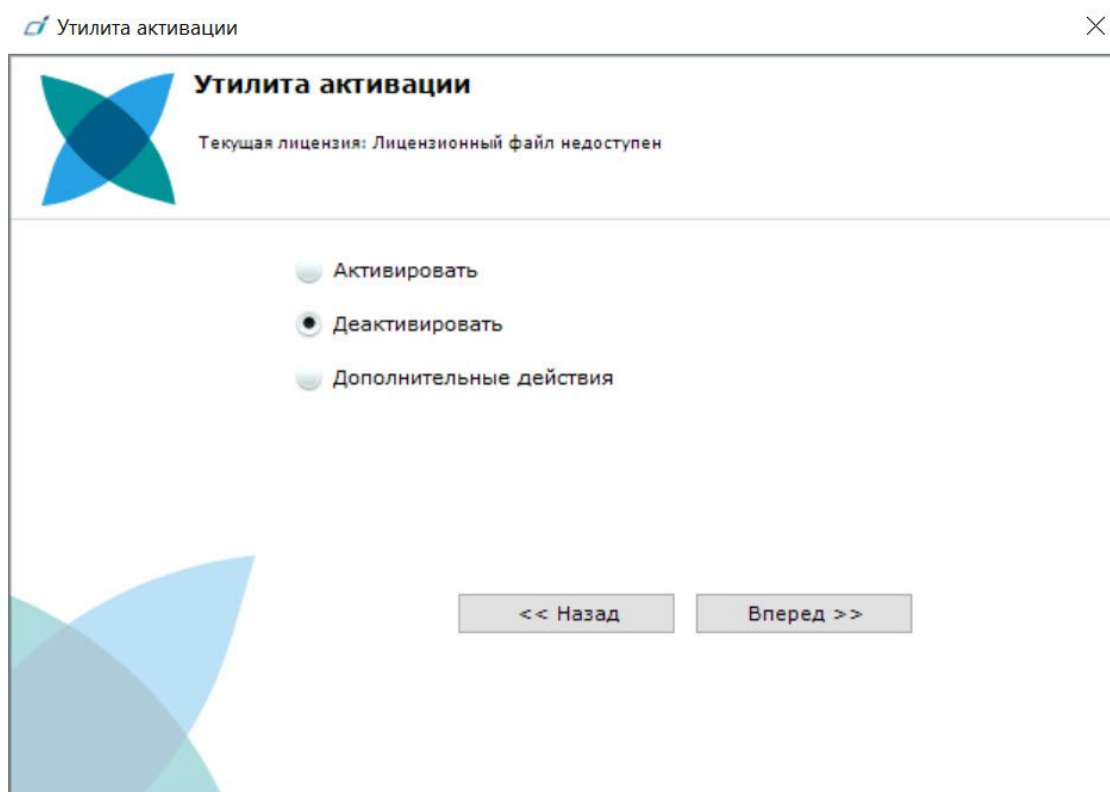 Утилита активации
Утилита активации
Текущая лицензия: Лицензионный файл недоступен
Активировать
Деактивировать
Дополнительные действия
<< Назад
Вперед >>